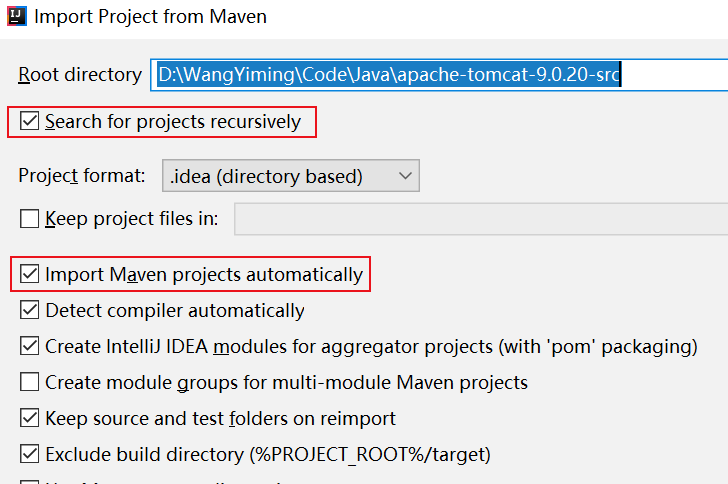 IJ Import Project from Maven
Root directory D:\WangYiming\Code\Java\apache-tomcat-9.0.20-src
Search for projects recursively
Project format: .idea (directory based)
Keep project files in:
Import Maven projects automatically
Detect compiler automatically
Create IntelliJ IDEA modules for aggregator projects (with 'pom' packaging)
Create module groups for multi-module Maven projects
Keep source and test folders on reimport
Exclude build directory (%PROJECT_ROOT%/target)